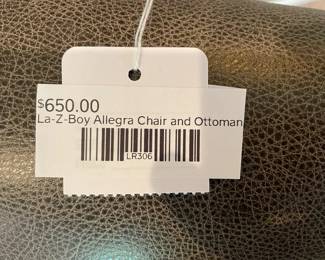 $650.00
La-Z-Boy Allegra Chair and Ottoman
LR306